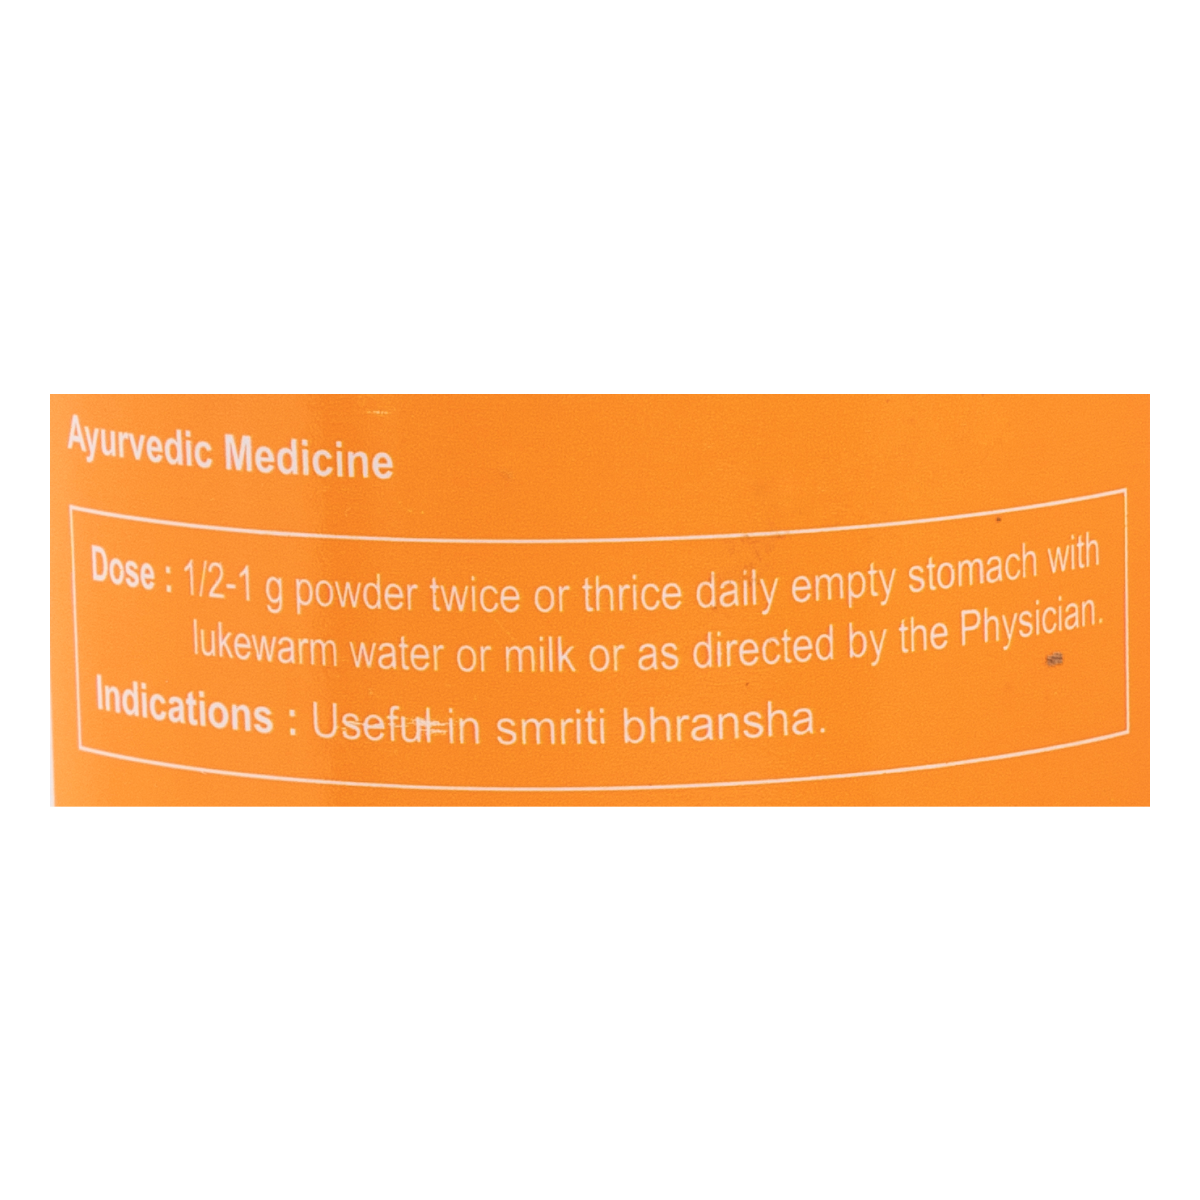 Ayurvedic Medicine
Dose : 1/2-1 g powder twice or thrice daily empty stomach with
lukewarm water or milk or as directed by the Physician.
Indications : Useful in smriti bhransha.